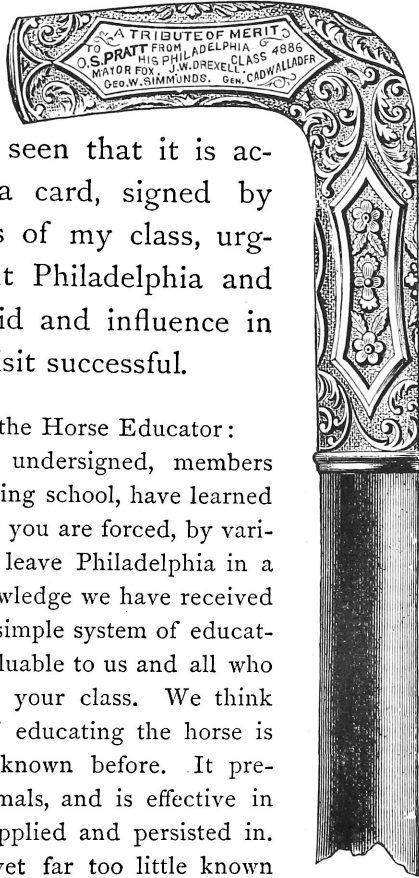 A TRIBUTE OF MERIT
TO O.S. PRATT FROM
HIS PHILADELPHIA
CLASS 4886
MAYOR FOX, J.W. DREXELL,
GEO. W. SIMMUNDS. GEN. CADWALLADER
seen that it is ac-
a card, signed by
s of my class, urg-
t Philadelphia and
id and influence in
isit successful.
the Horse Educator:
undersigned, members
ing school, have learned
you are forced, by vari-
leave Philadelphia in a
wledge we have received
simple system of educat-
luable to us and all who
your class. We think
educating the horse is
known before. It pre-
mals, and is effective in
pplied and persisted in.
yet far too little known